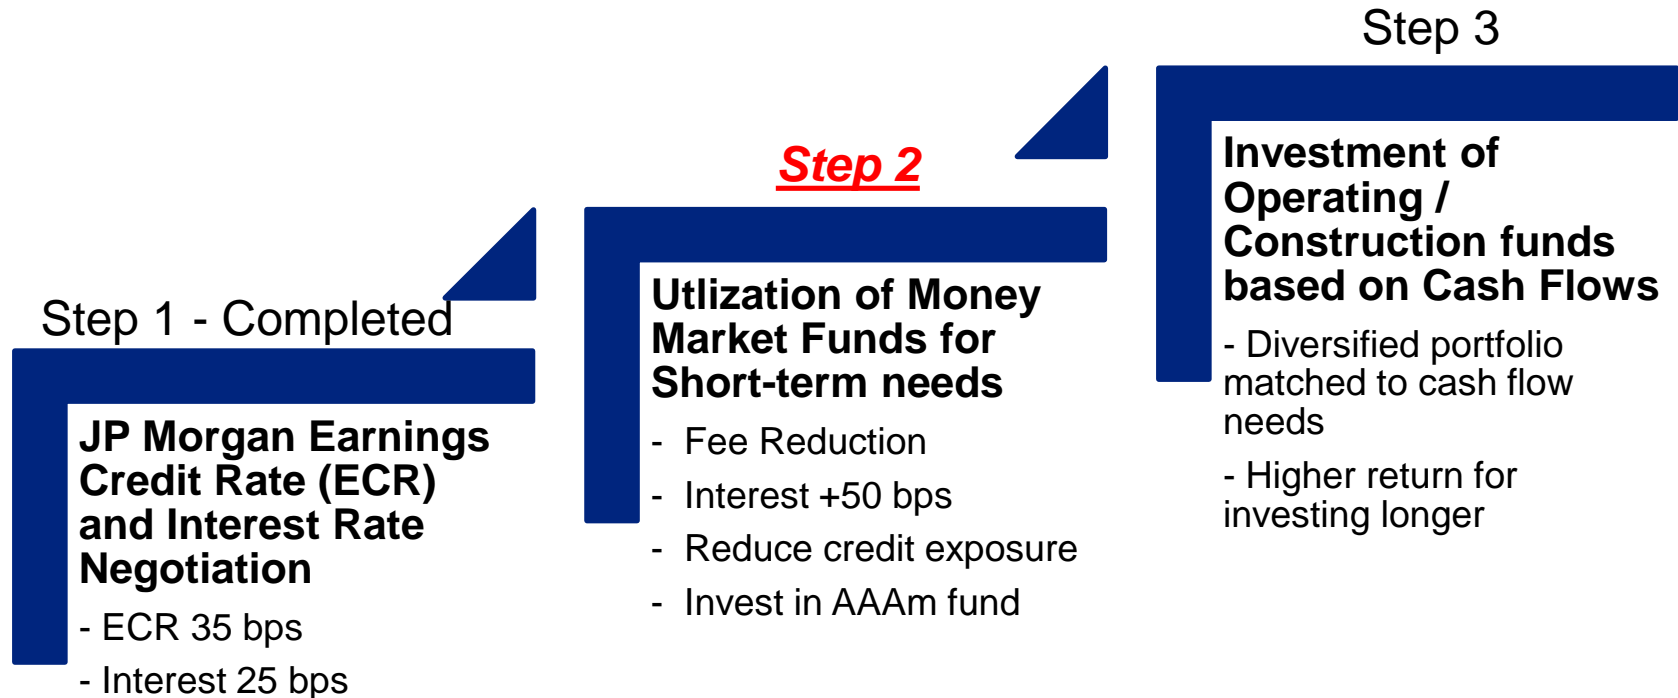 Step 1 - Completed
JP Morgan Earnings
Credit Rate (ECR)
and Interest Rate
Negotiation
- ECR 35 bps
- Interest 25 bps
Step 2
Utlization of Money
Market Funds for
Short-term needs
- Fee Reduction
- Interest +50 bps
- Reduce credit exposure
- Invest in AAAm fund
Step 3
Investment of
Operating /
Construction funds
based on Cash Flows
- Diversified portfolio
matched to cash flow
needs
- Higher return for
investing longer